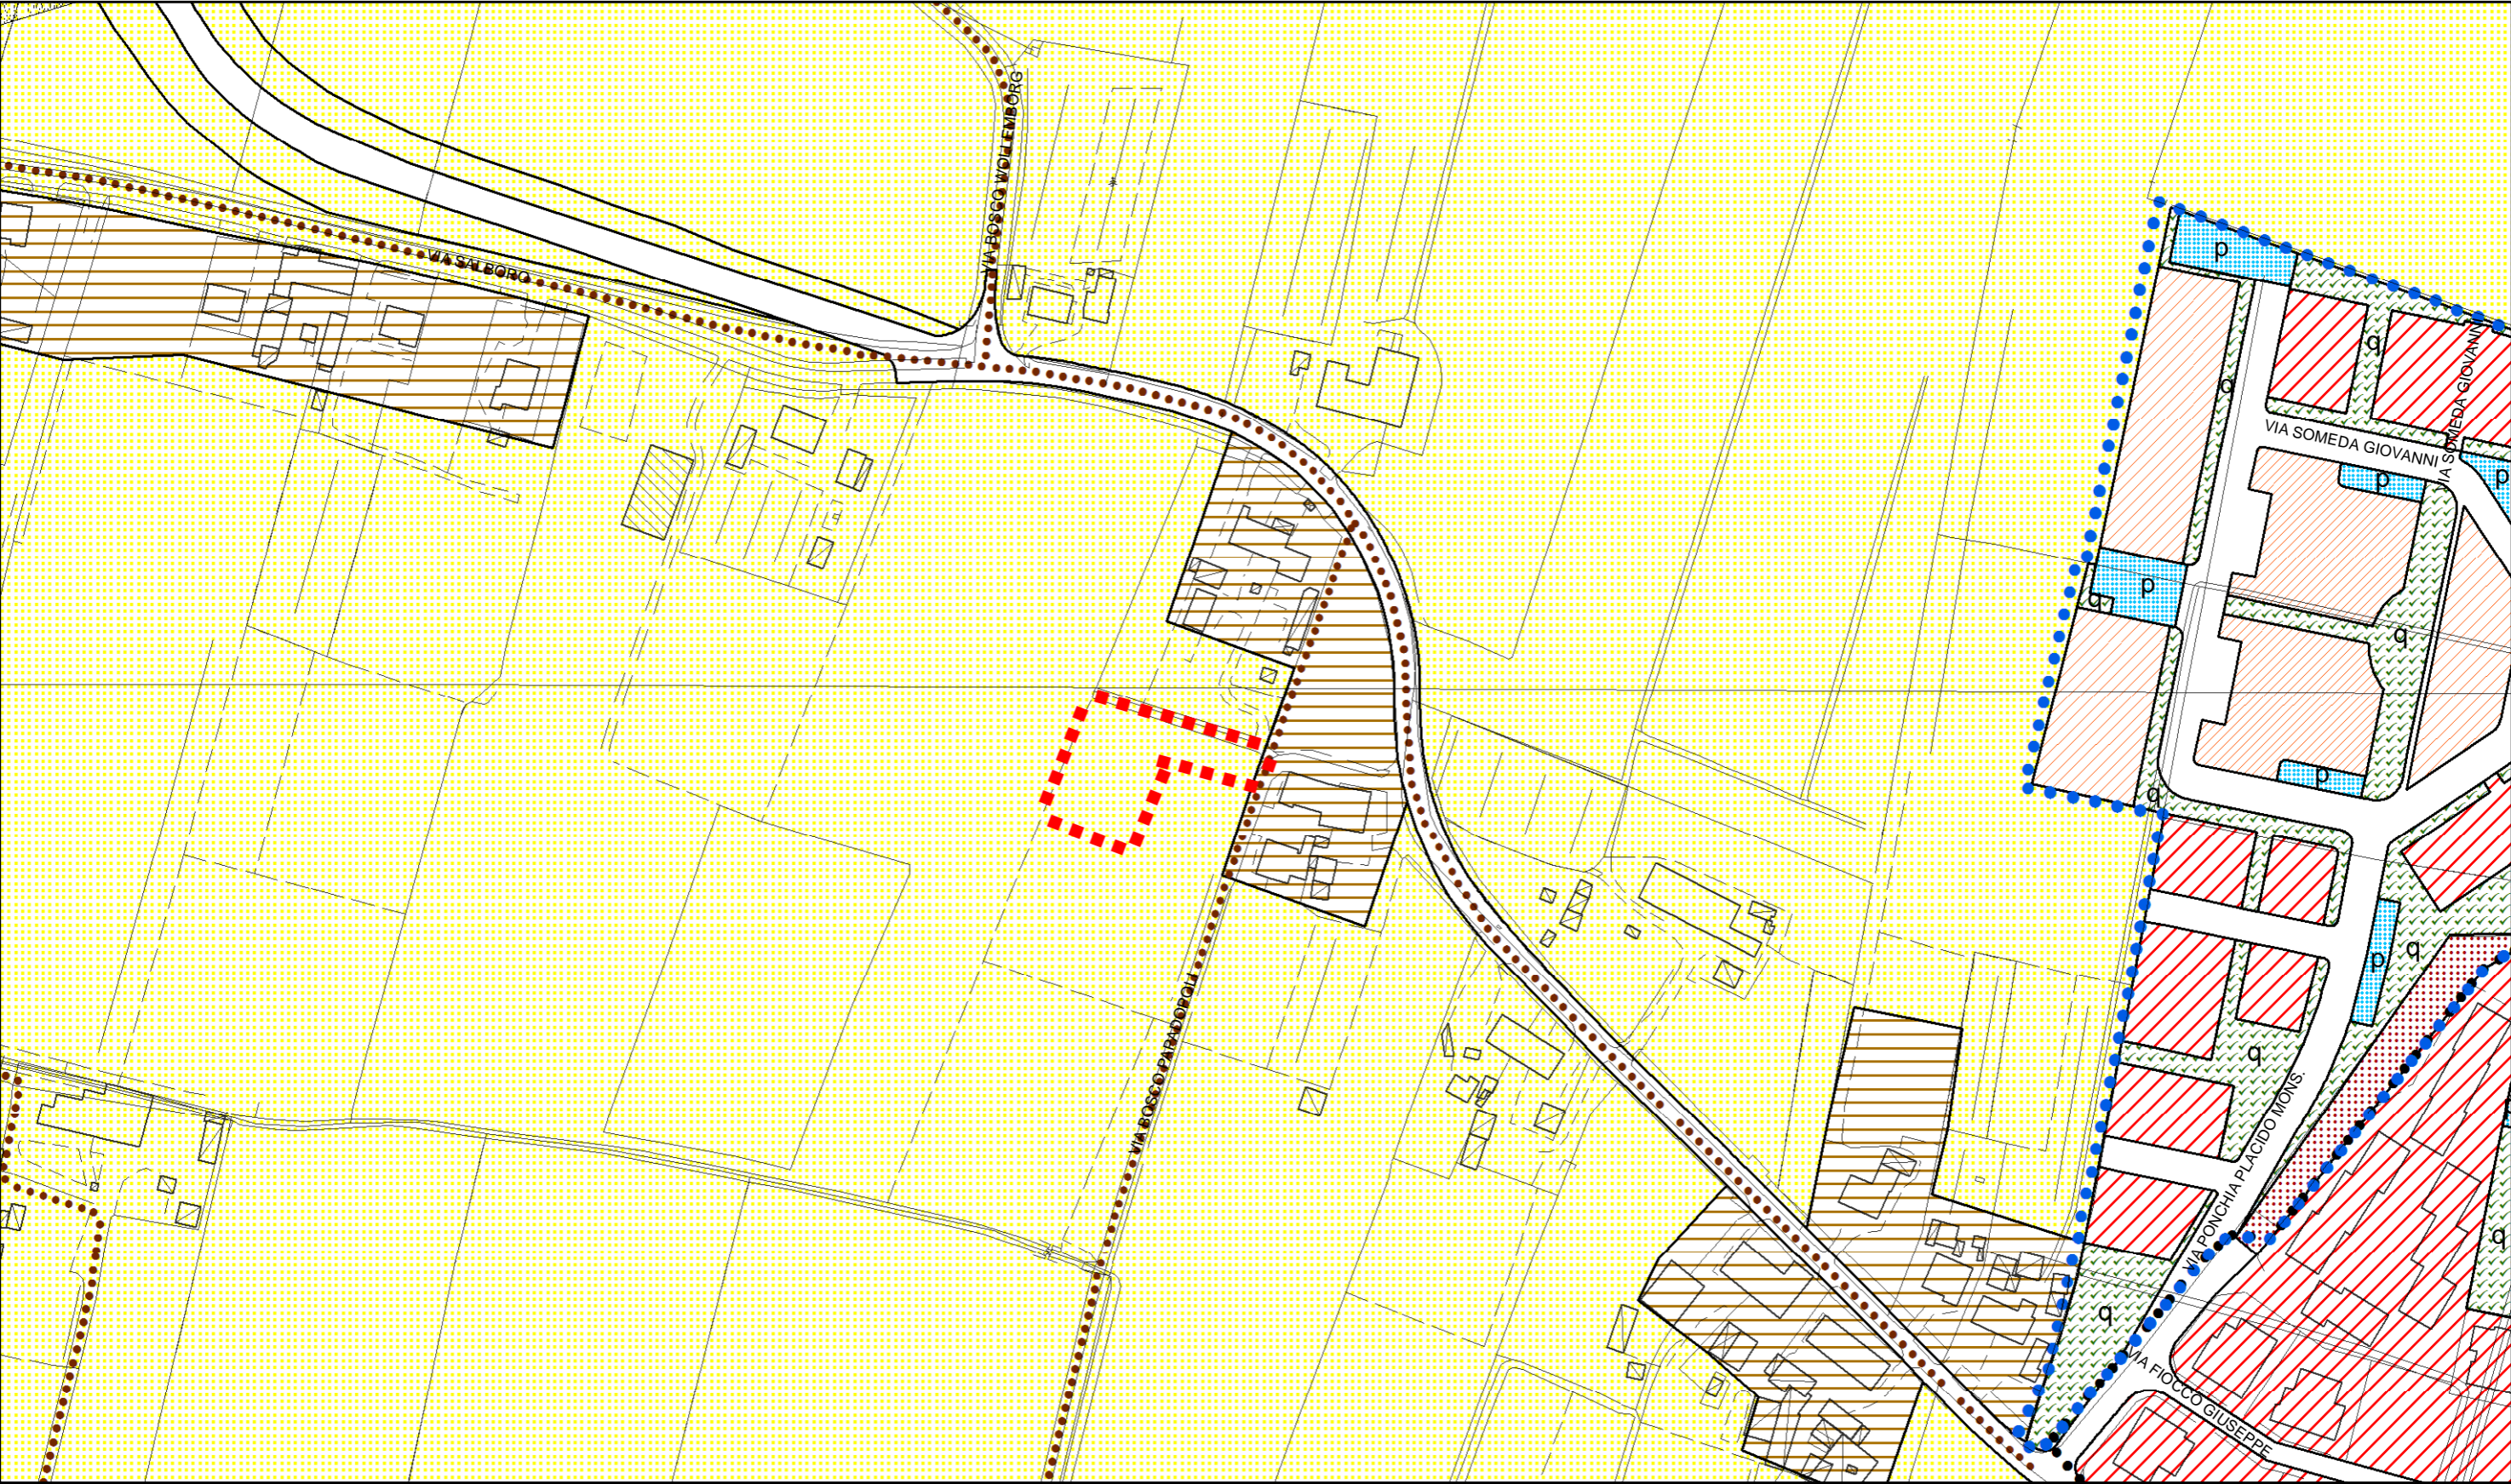 VIA BOSCO WOLLEMBORG
VIA SALBORO
p
q
q
VIA SOMEDA GIOVANNI
VIA SOMEDA GIOVANNI
p
p
p
q
q
p
q
VIA BOSCO PAPADOPOLI
p
q
q
VIA PONCHIA PLACIDO MONS.
q
q
VIA FIOCCO GIUSEPPE